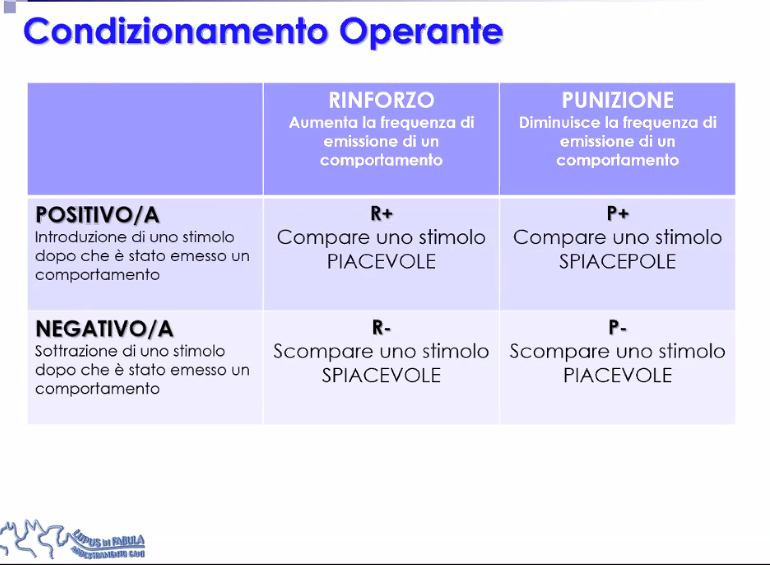 Condizionamento Operante
RINFORZO
Aumenta la frequenza di
emissione di un
comportamento
PUNIZIONE
Diminuisce la frequenza di
emissione di un
comportamento
POSITIVO/A
Introduzione di uno stimolo
dopo che è stato emesso un
comportamento
R+
Compare uno stimolo
PIACEVOLE
P+
Compare uno stimolo
SPIACEPOLE
NEGATIVO/A
Sottrazione di uno stimolo
dopo che è stato emesso un
comportamento
R-
Scompare uno stimolo
SPIACEVOLE
P-
Scompare uno stimolo
PIACEVOLE
LUPUS IN FABULA
ADDESTRAMENTO CANI